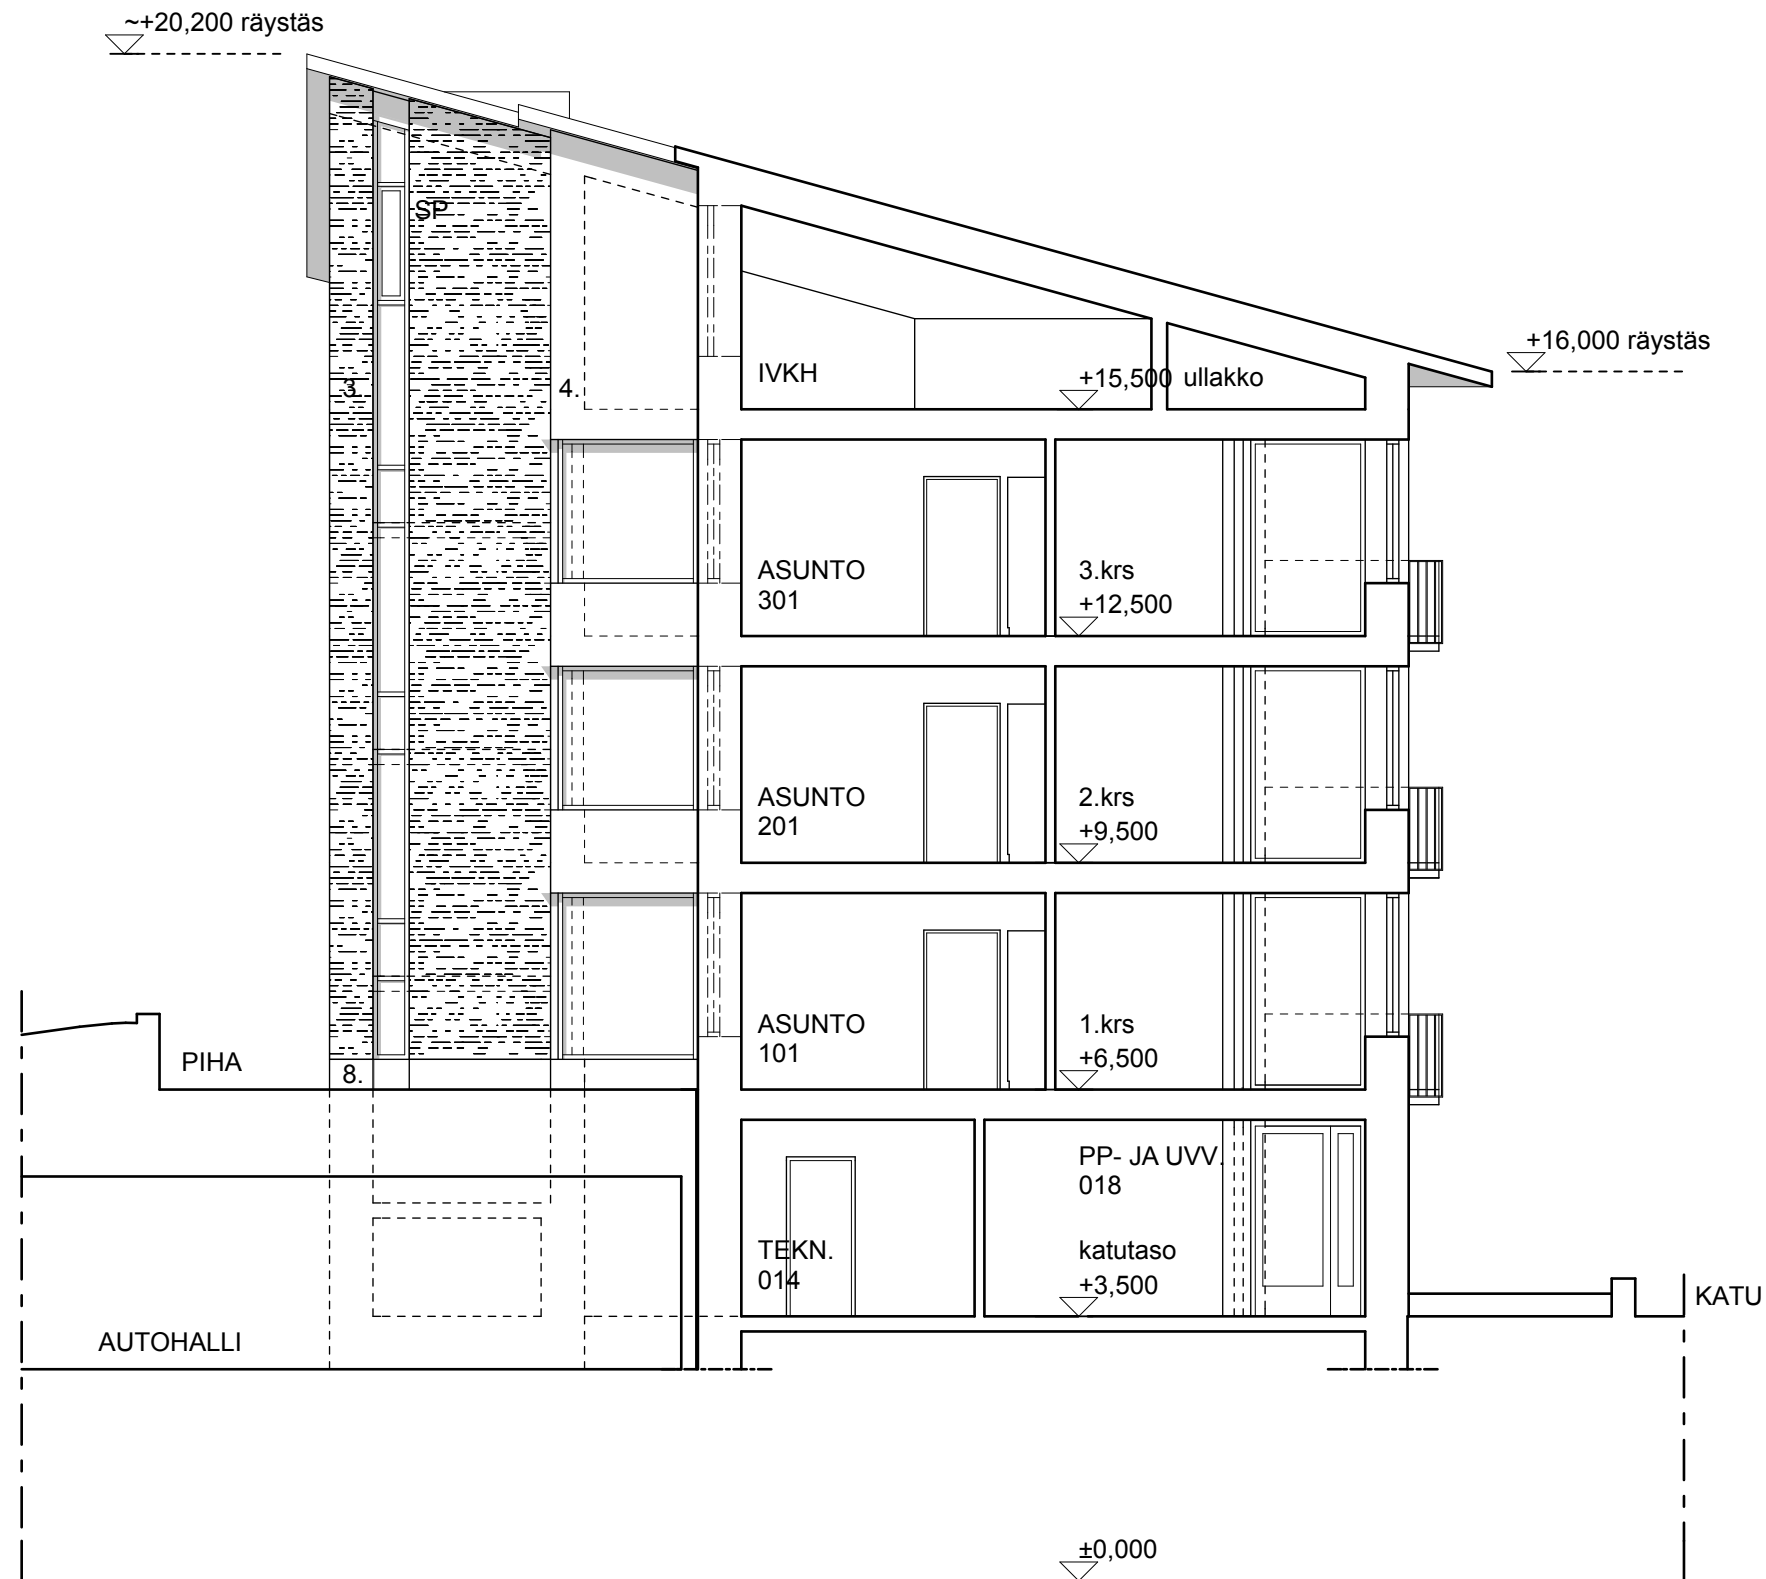 ~+20,200 räystäs
SP
+16,000 räystäs
IVKH
+15,500 ullakko
3.
4.
ASUNTO
301
3.krs
+12,500
ASUNTO
201
2.krs
+9,500
ASUNTO
101
1.krs
+6,500
PIHA
8.
PP- JA UVV.
018
TEKN.
014
katutaso
+3,500
KATU
AUTOHALLI
±0,000